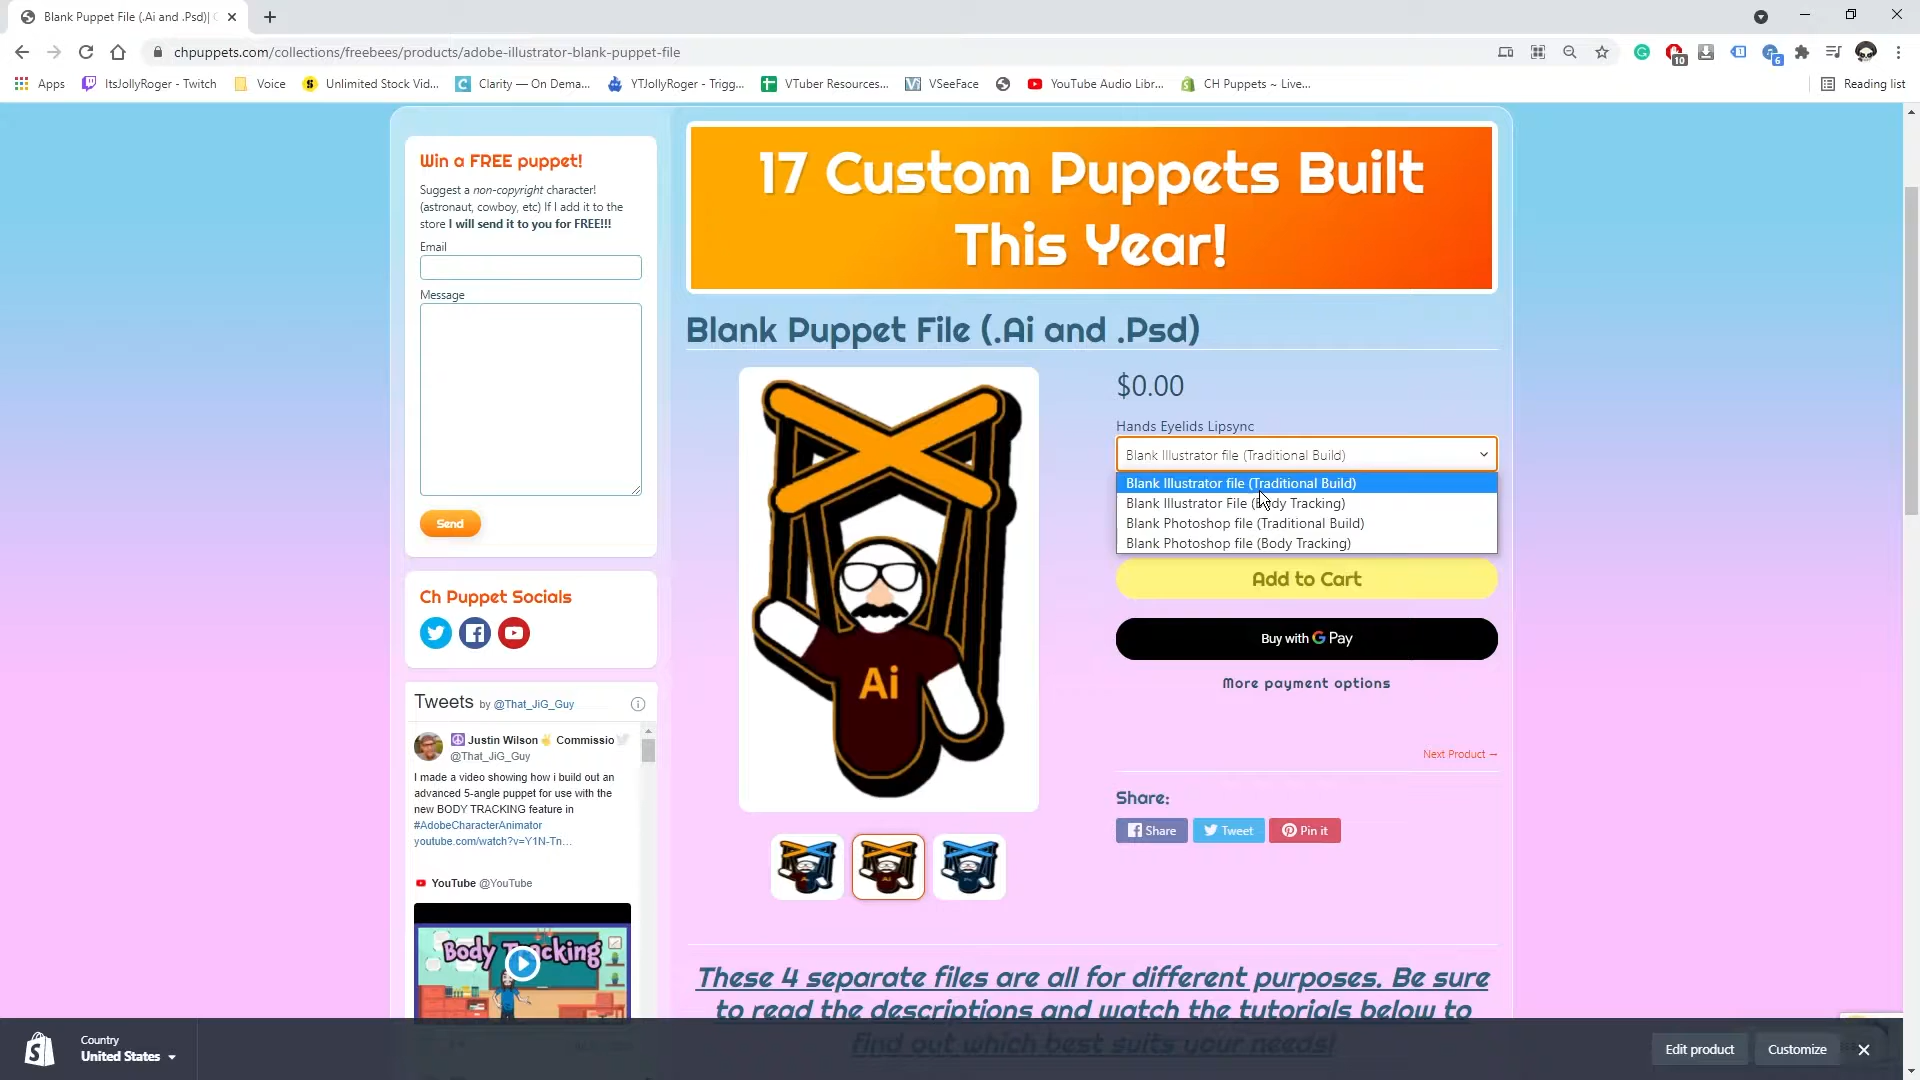 Blank Puppet File (.Ai and .Psd)|
chpuppets.com/collections/freebees/products/adobe-illustrator-blank-puppet-file
10
6
Apps
ItsJollyRoger - Twitch
Voice
Unlimited Stock Vid...
Clarity — On Dema...
YTJollyRoger - Trigg...
VTuber Resources...
VSeeFace
YouTube Audio Libr...
CH Puppets ~ Live...
Reading list
Win a FREE puppet!
Suggest a non-copyright character!
(astronaut, cowboy, etc) If I add it to the
store I will send it to you for FREE!!!
Email
Message
Send
Ch Puppet Socials
Tweets by @That_JiG_Guy
Justin Wilson Commissio
@That_JiG_Guy
I made a video showing how i build out an
advanced 5-angle puppet for use with the
new BODY TRACKING feature in
#AdobeCharacterAnimator
youtube.com/watch?v=Y1N-Tn...
YouTube @YouTube
Body Tracking
17 Custom Puppets Built
This Year!
Blank Puppet File (.Ai and .Psd)
Ai
$0.00
Hands Eyelids Lipsync
Blank Illustrator file (Traditional Build)
Blank Illustrator file (Traditional Build)
Blank Illustrator File (Body Tracking)
Blank Photoshop file (Traditional Build)
Blank Photoshop file (Body Tracking)
Add to Cart
Buy with G Pay
More payment options
Next Product →
Share:
Share
Tweet
Pin it
These 4 separate files are all for different purposes. Be sure
to read the descriptions and watch the tutorials below to
find out which best suits your needs!
Country
United States
Edit product
Customize